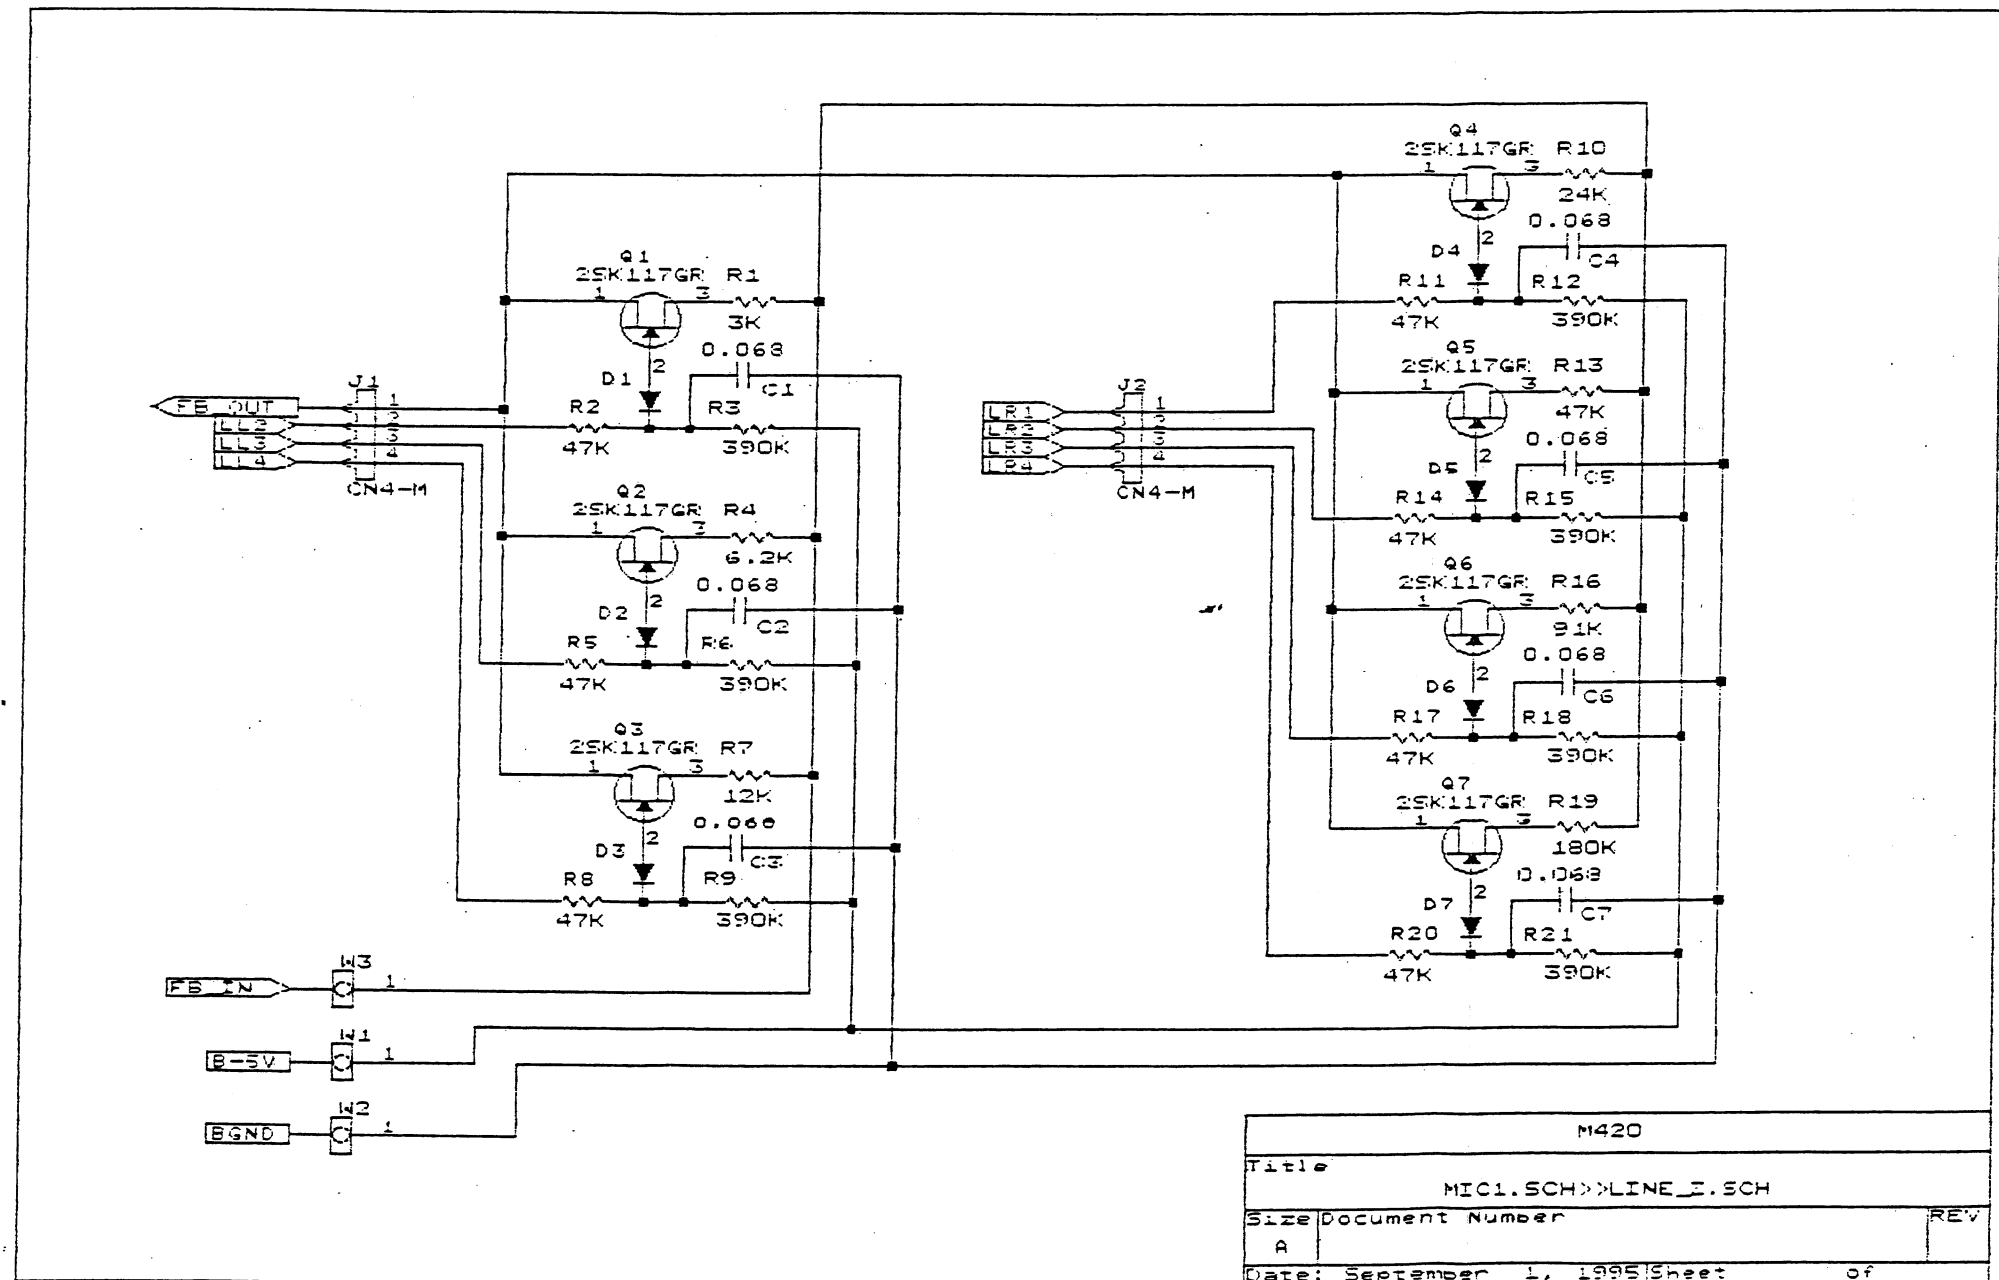 Q4
2SK117GR R10
1 3
24K
0.068
2
D4
C4
R11 R12
47K 390K
Q1
2SK117GR R1
1 3
3K
0.068
2
D1
C1
R2 R3
47K 390K
J1
FB_OUT 1
LL2 2
LL3 3
LL4 4
CN4-M
Q5
2SK117GR R13
1 3
47K
0.068
2
D5
C5
R14 R15
47K 390K
J2
LR1 1
LR2 2
LR3 3
LR4 4
CN4-M
Q2
2SK117GR R4
1 3
6.2K
0.068
2
D2
C2
R5 R6
47K 390K
Q6
2SK117GR R16
1 3
91K
0.068
2
D6
C6
R17 R18
47K 390K
Q3
2SK117GR R7
1 3
12K
0.068
2
D3
C3
R8 R9
47K 390K
Q7
2SK117GR R19
1 3
180K
0.068
2
D7
C7
R20 R21
47K 390K
W3
FB_IN 1
W1
B-5V 1
W2
BGND 1
M420
Title
MIC1.SCH>>LINE_I.SCH
Size Document Number REV
A
Date: September 1, 1995 Sheet of